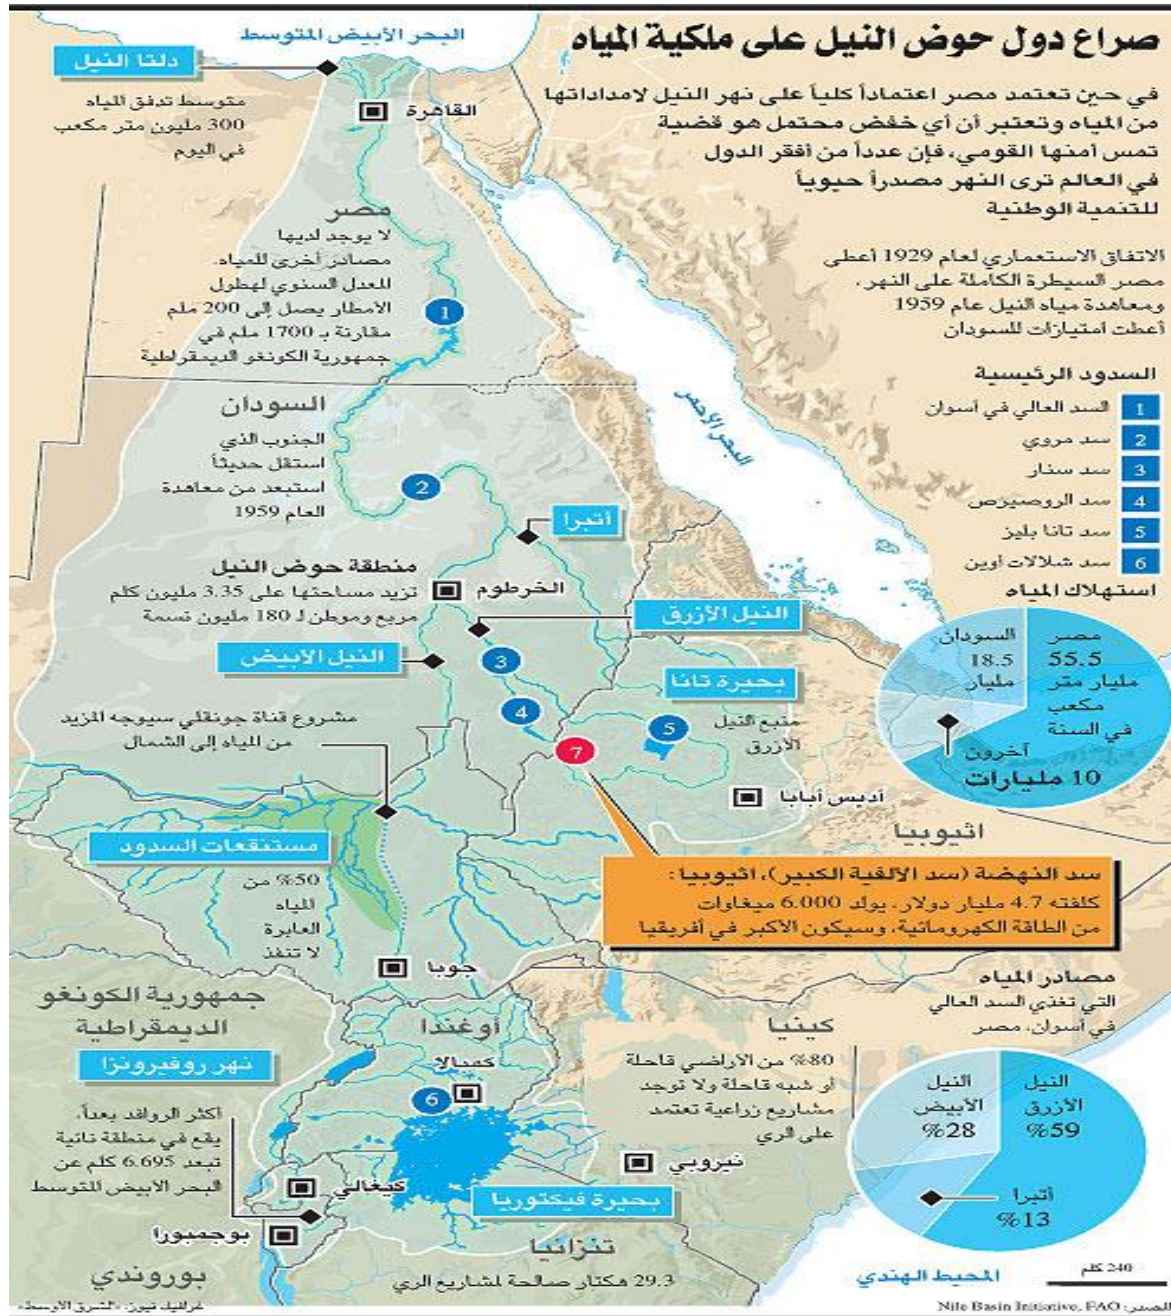 صراع دول حوض النيل على ملكية المياه
في حين تعتمد مصر اعتماداً كلياً على نهر النيل لامداداتها
من المياه وتعتبر أن أي خفض محتمل هو قضية
تمس أمنها القومي، فإن عدداً من أفقر الدول
في العالم ترى النهر مصدراً حيوياً
للتنمية الوطنية
الاتفاق الاستعماري لعام 1929 أعطى
مصر السيطرة الكاملة على النهر،
ومعاهدة مياه النيل عام 1959
أعطت امتيازات للسودان
السدود الرئيسية
1 السد العالي في أسوان
2 سد مروي
3 سد سنار
4 سد الروصيرص
5 سد تانا بليز
6 سد شلالات أوين
استهلاك المياه
مصر
55.5
مليار متر
مكعب
في السنة
السودان
18.5
مليار
آخرون
10 مليارات
البحر الأبيض المتوسط
دلتا النيل
متوسط تدفق المياه
300 مليون متر مكعب
في اليوم
القاهرة
مصر
لا يوجد لديها
مصادر أخرى للمياه.
المعدل السنوي لهطول
الأمطار يصل إلى 200 ملم
مقارنة بـ 1700 ملم في
جمهورية الكونغو الديمقراطية
1
البحر الأحمر
السودان
الجنوب الذي
استقل حديثاً
استبعد من معاهدة
العام 1959
2
أتبرا
منطقة حوض النيل
تزيد مساحتها على 3.35 مليون كلم
مربع وموطن لـ 180 مليون نسمة
الخرطوم
النيل الأزرق
النيل الأبيض
3
4
بحيرة تانا
منبع النيل
الأزرق
5
7
مشروع قناة جونقلي سيوجه المزيد
من المياه إلى الشمال
أديس أبابا
اثيوبيا
مستنقعات السدود
%50 من
المياه
العابرة
لا تنفذ
سد النهضة (سد الألفية الكبير)، اثيوبيا:
كلفته 4.7 مليار دولار، يولد 6.000 ميغاوات
من الطاقة الكهرومائية، وسيكون الأكبر في أفريقيا
جوبا
جمهورية الكونغو
الديمقراطية
أوغندا
كمبالا
6
كينيا
%80 من الأراضي قاحلة
أو شبه قاحلة ولا توجد
مشاريع زراعية تعتمد
على الري
نيروبي
مصادر المياه
التي تغذي السد العالي
في أسوان، مصر
النيل
الأزرق
%59
النيل
الأبيض
%28
أتبرا
%13
نهر روفيرونزا
أكثر الروافد بعداً،
يقع في منطقة نائية
تبعد 6.695 كلم عن
البحر الأبيض المتوسط
كيغالي
بحيرة فيكتوريا
بوجمبورا
تنزانيا
بوروندي
29.3 هكتار صالحة لمشاريع الري
المحيط الهندي
240 كلم
المصدر: Nile Basin Initiative, FAO
غرافيك نيوز، «الشرق الأوسط»